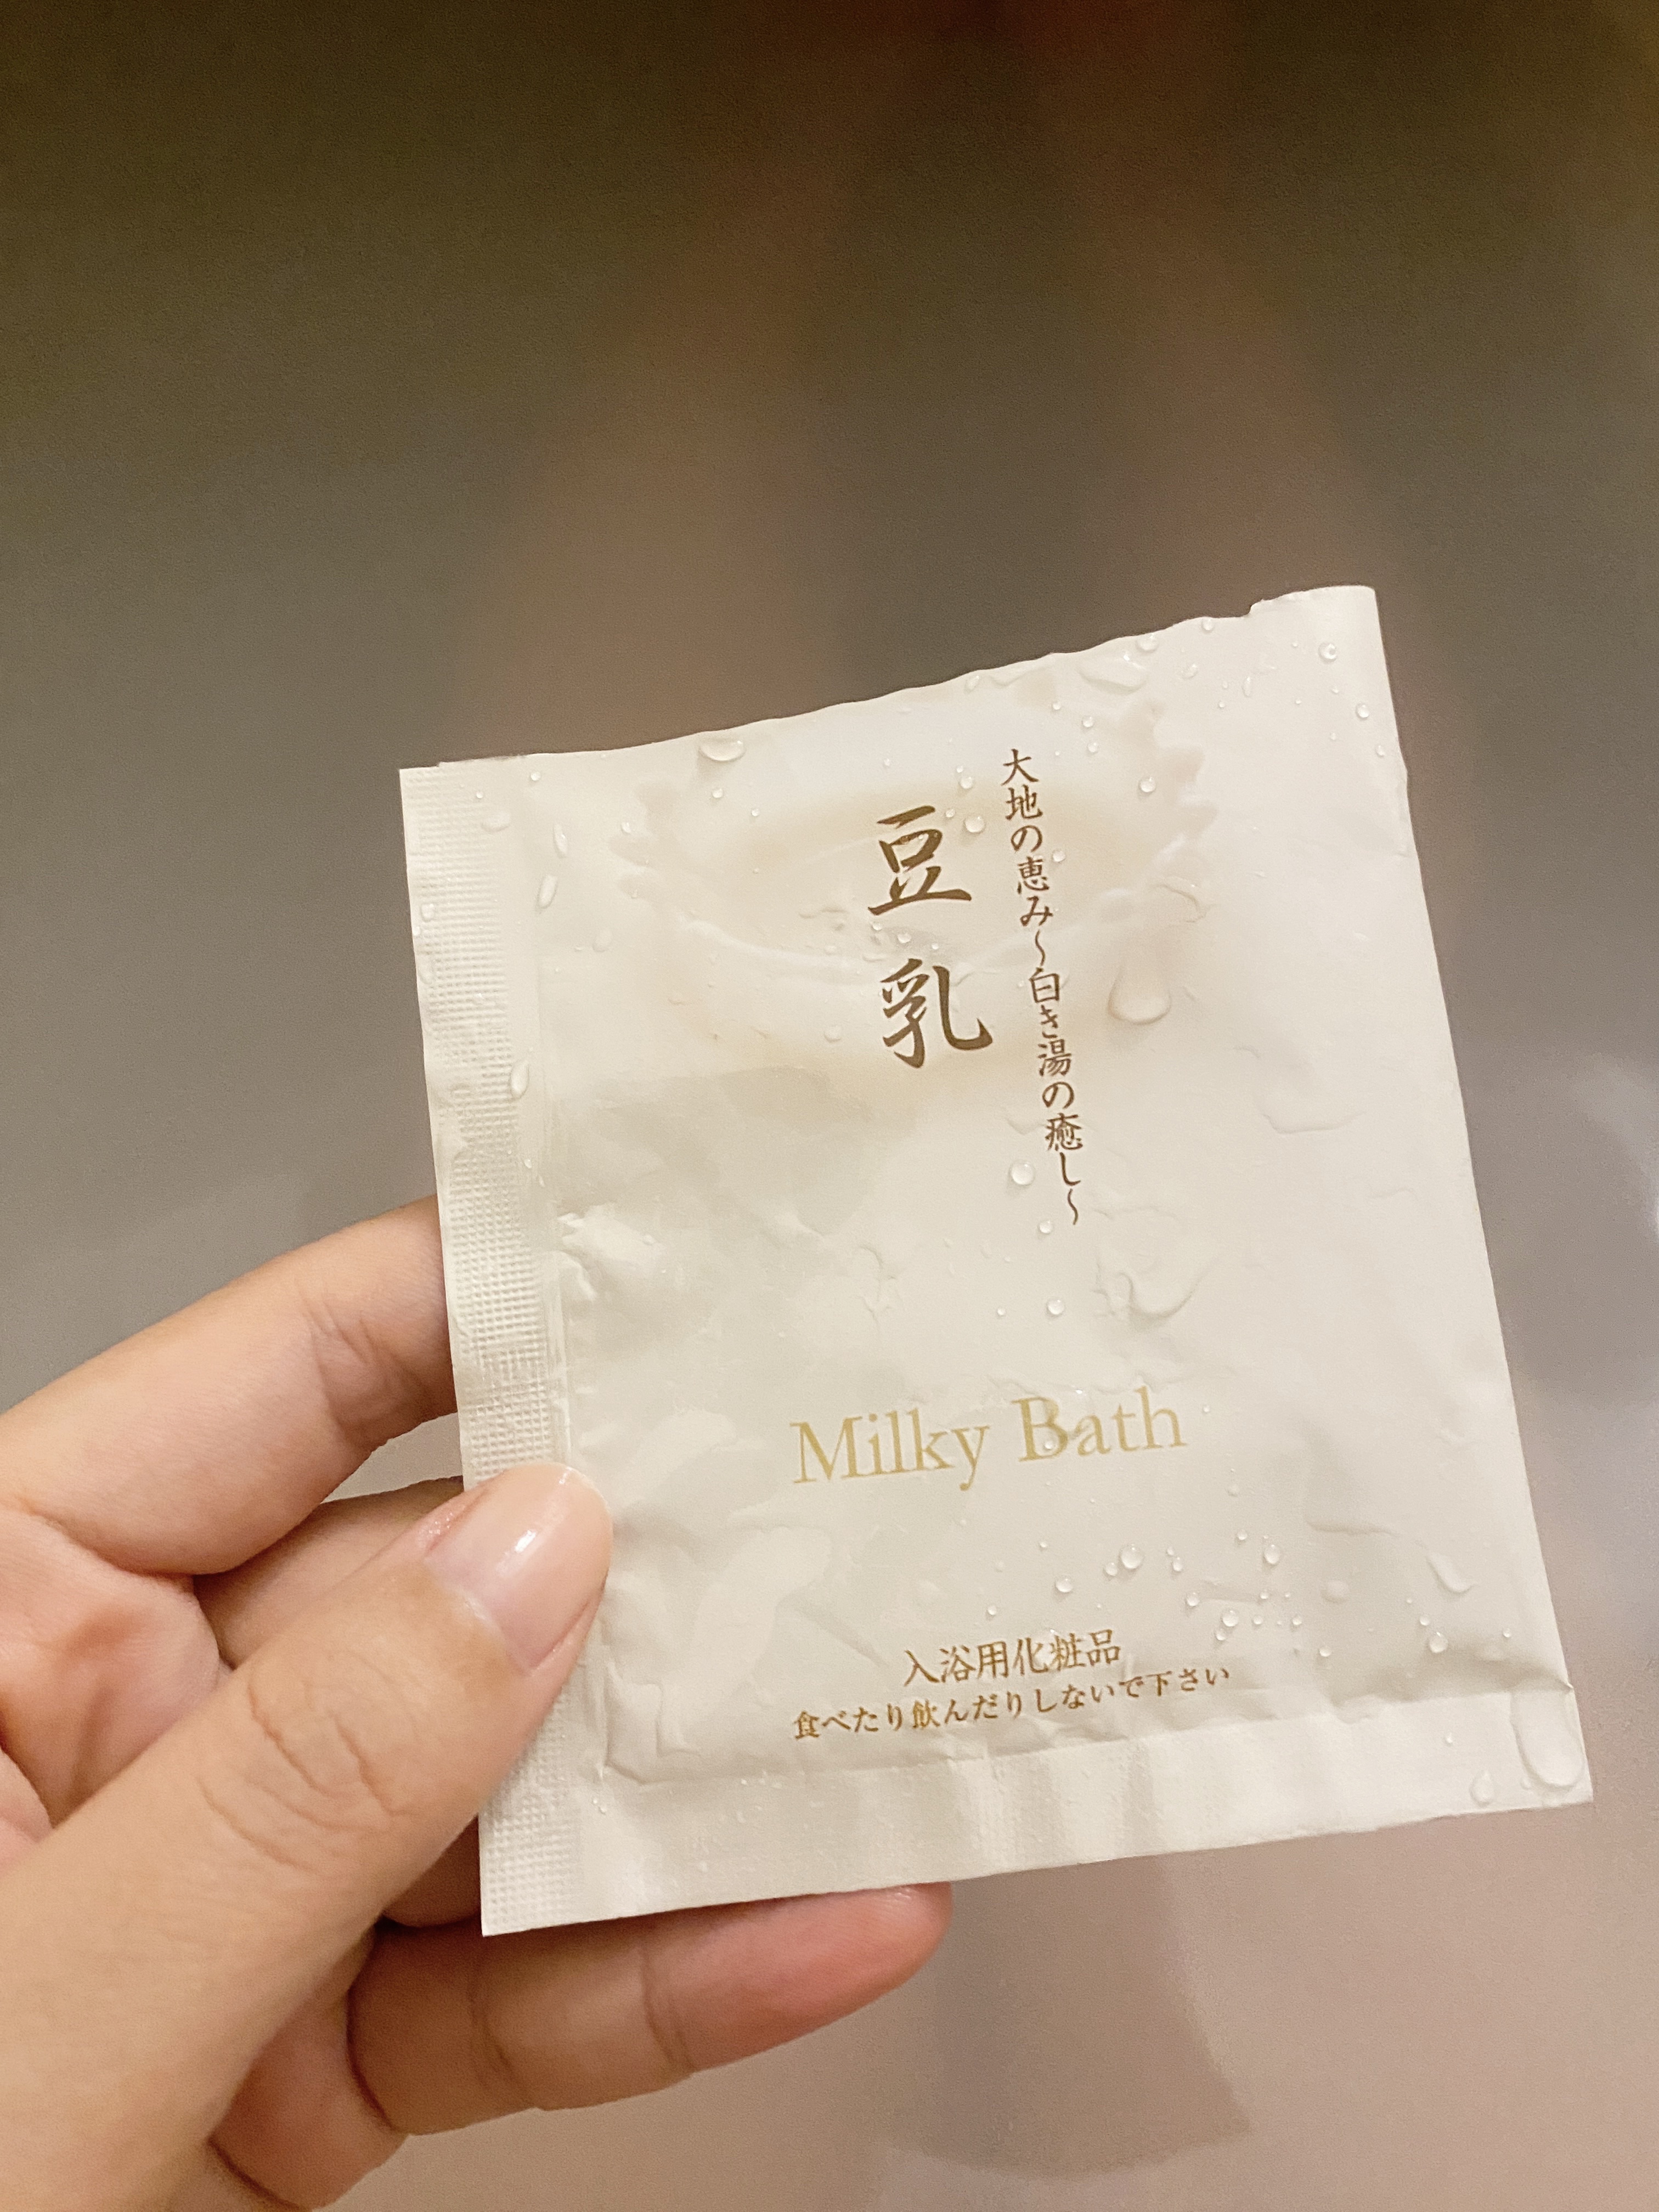 大地の恵み〜白き湯の癒し〜
豆乳
Milky Bath
入浴用化粧品
食べたり飲んだりしないで下さい